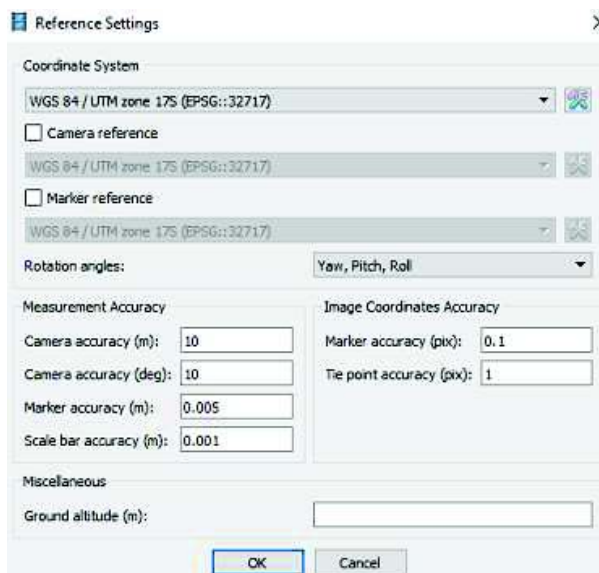 Reference Settings
Coordinate System
WGS 84 / UTM zone 17S (EPSG::32717)
Camera reference
WGS 84 / UTM zone 17S (EPSG::32717)
Marker reference
WGS 84 / UTM zone 17S (EPSG::32717)
Rotation angles: Yaw, Pitch, Roll
Measurement Accuracy
Camera accuracy (m): 10
Camera accuracy (deg): 10
Marker accuracy (m): 0.005
Scale bar accuracy (m): 0.001
Image Coordinates Accuracy
Marker accuracy (pix): 0.1
Tie point accuracy (pix): 1
Miscellaneous
Ground altitude (m):
OK Cancel